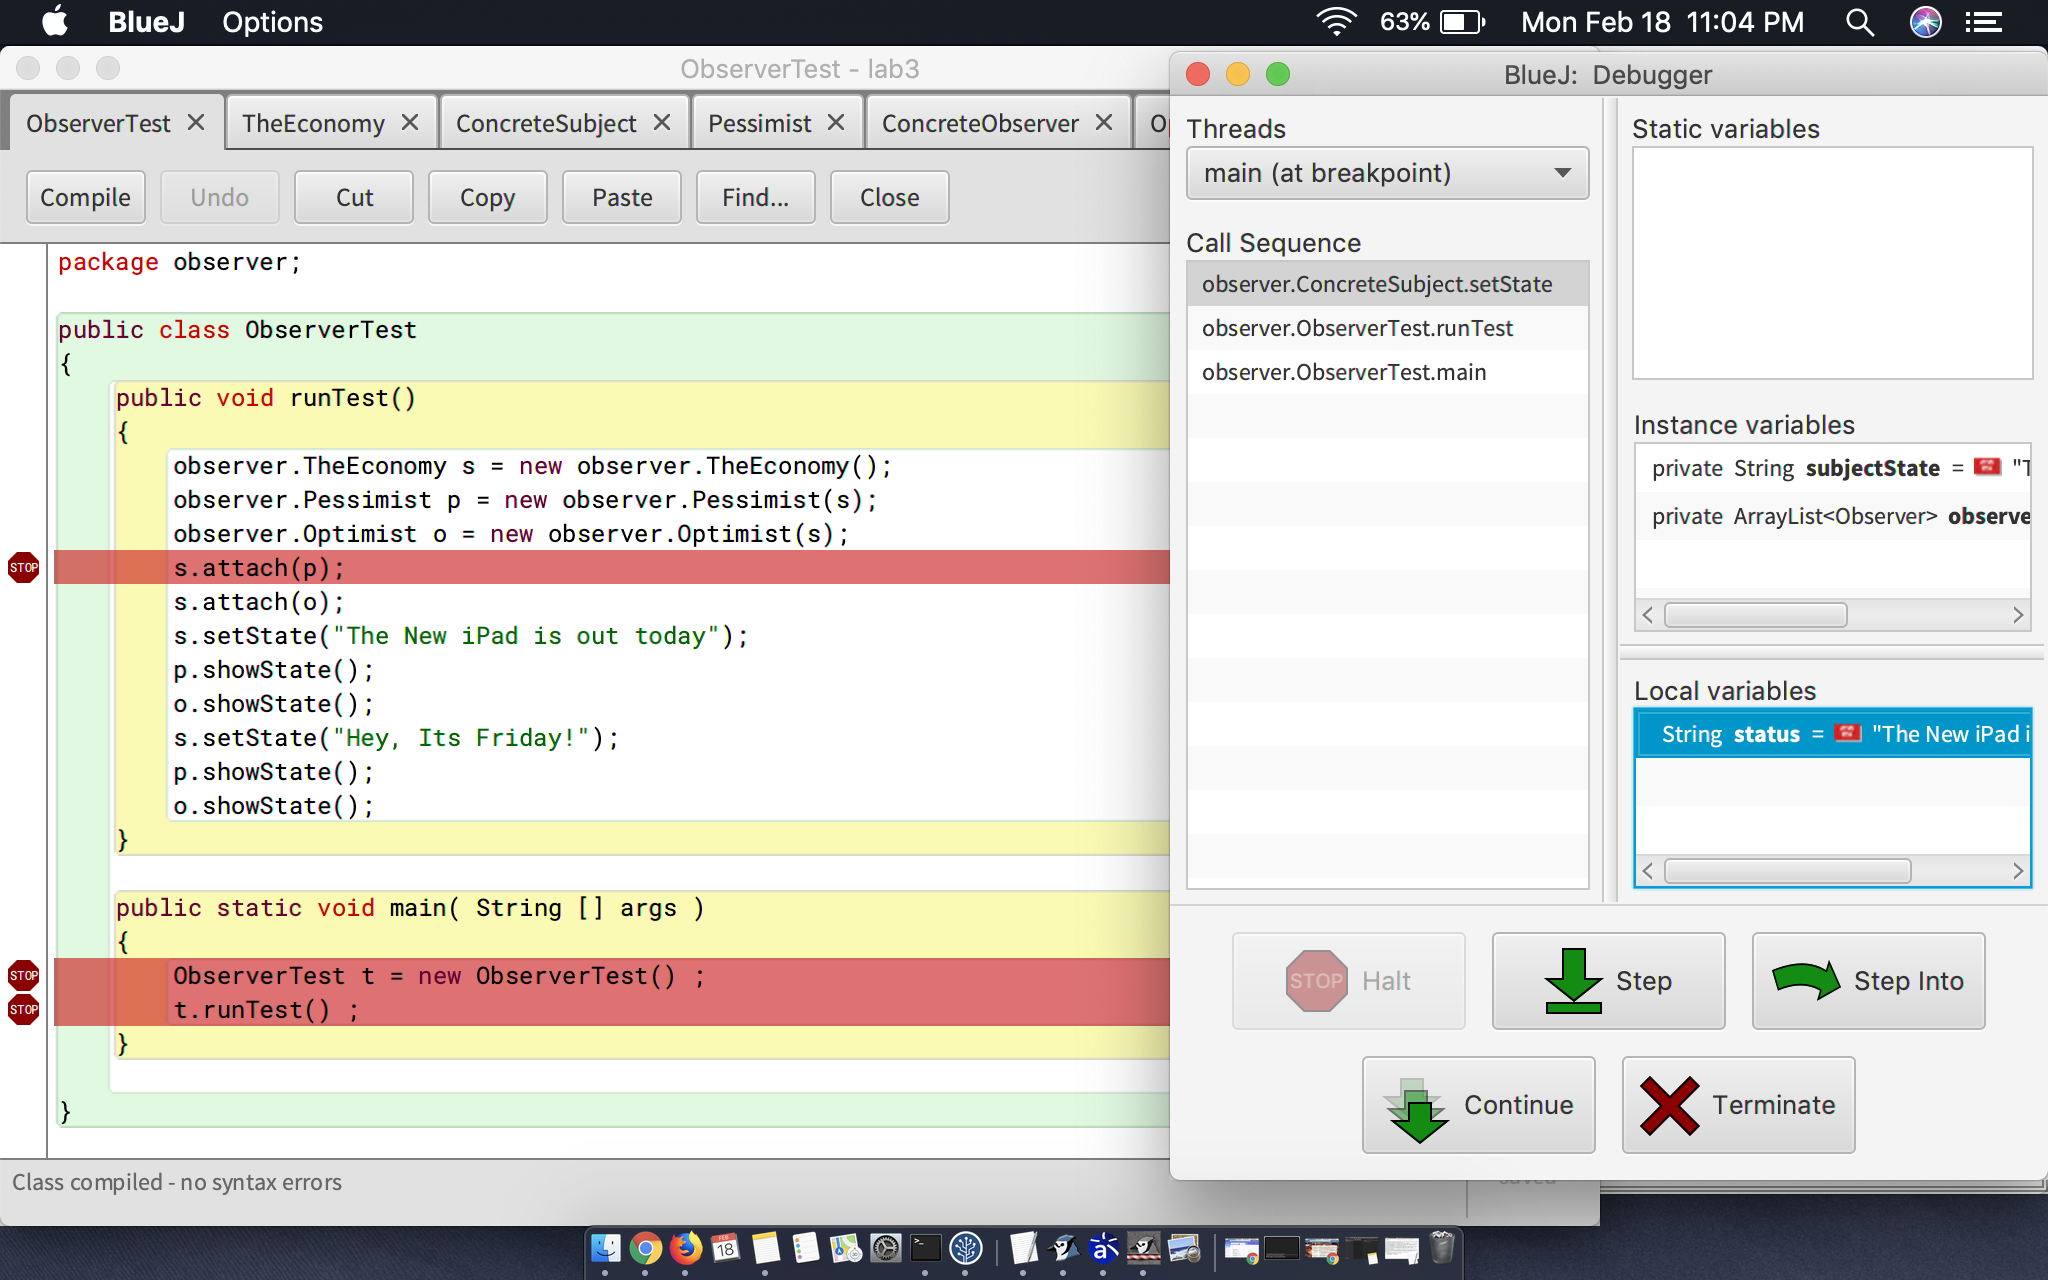 BlueJ Options 63% Mon Feb 18 11:04 PM
ObserverTest - lab3
ObserverTest TheEconomy ConcreteSubject Pessimist ConcreteObserver
Compile Undo Cut Copy Paste Find... Close
package observer;
public class ObserverTest
{
public void runTest()
{
observer.TheEconomy s = new observer.TheEconomy();
observer.Pessimist p = new observer.Pessimist(s);
observer.Optimist o = new observer.Optimist(s);
STOP s.attach(p);
s.attach(o);
s.setState("The New iPad is out today");
p.showState();
o.showState();
s.setState("Hey, Its Friday!");
p.showState();
o.showState();
}
public static void main( String [] args )
{
STOP ObserverTest t = new ObserverTest() ;
STOP t.runTest() ;
}
}
Class compiled - no syntax errors
saved
BlueJ: Debugger
Threads
main (at breakpoint)
Call Sequence
observer.ConcreteSubject.setState
observer.ObserverTest.runTest
observer.ObserverTest.main
Static variables
Instance variables
private String subjectState = "T
private ArrayList<Observer> observe
Local variables
String status = "The New iPad i
STOP Halt
Step
Step Into
Continue
Terminate
FEB
18